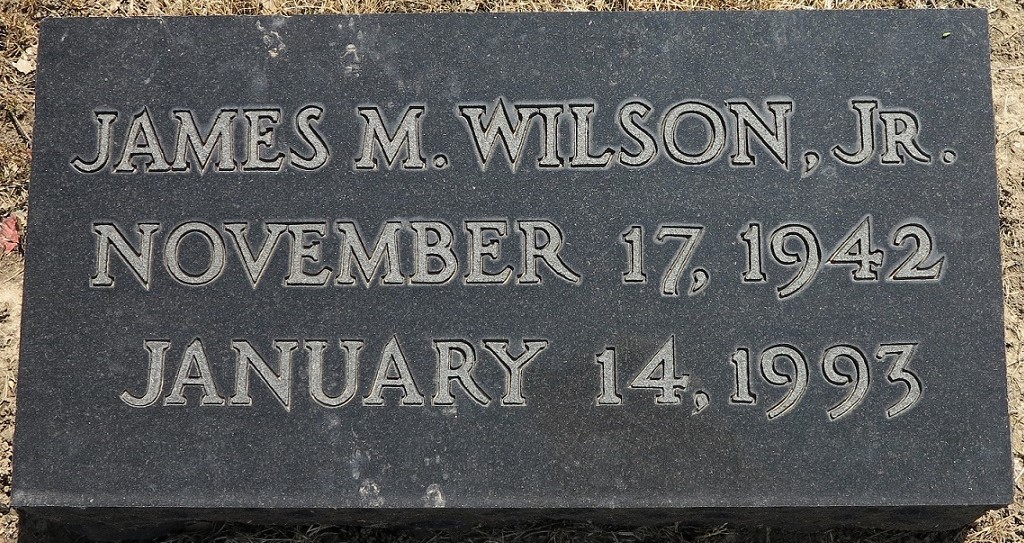 JAMES M. WILSON, JR.
NOVEMBER 17, 1942
JANUARY 14, 1993